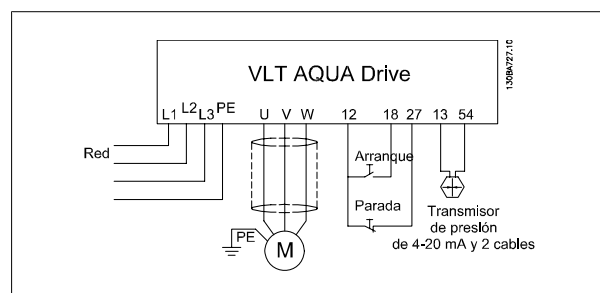 130BA727.10
VLT AQUA Drive
L1 L2 L3 PE U V W 12 18 27 13 54
Red
Arranque
Parada
PE
M
Transmisor
de presión
de 4-20 mA y 2 cables